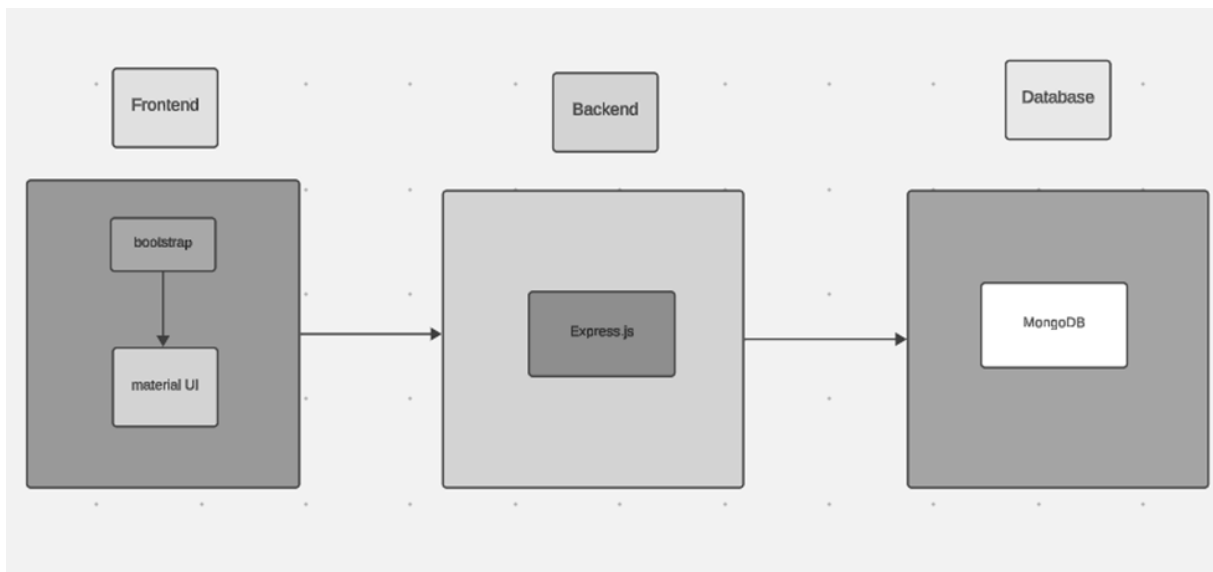 Frontend
Backend
Database
bootstrap
material UI
Express.js
MongoDB